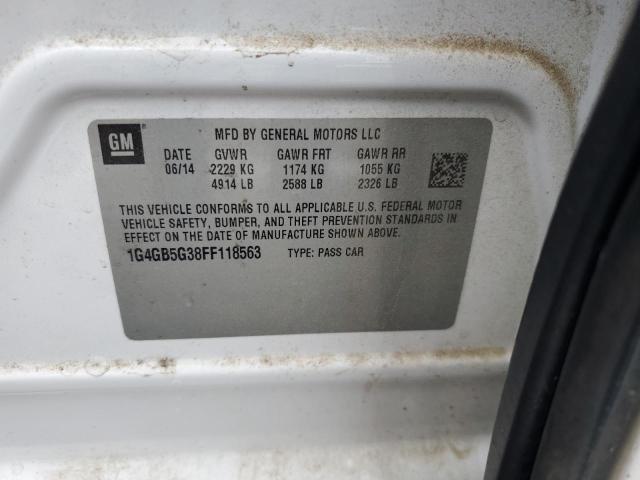 GM
MFD BY GENERAL MOTORS LLC
DATE GVWR GAWR FRT GAWR RR
06/14 2229 KG 1174 KG 1055 KG
4914 LB 2588 LB 2326 LB
THIS VEHICLE CONFORMS TO ALL APPLICABLE U.S. FEDERAL MOTOR
VEHICLE SAFETY, BUMPER, AND THEFT PREVENTION STANDARDS IN
EFFECT ON THE DATE OF MANUFACTURE SHOWN ABOVE.
1G4GB5G38FF118563 TYPE: PASS CAR